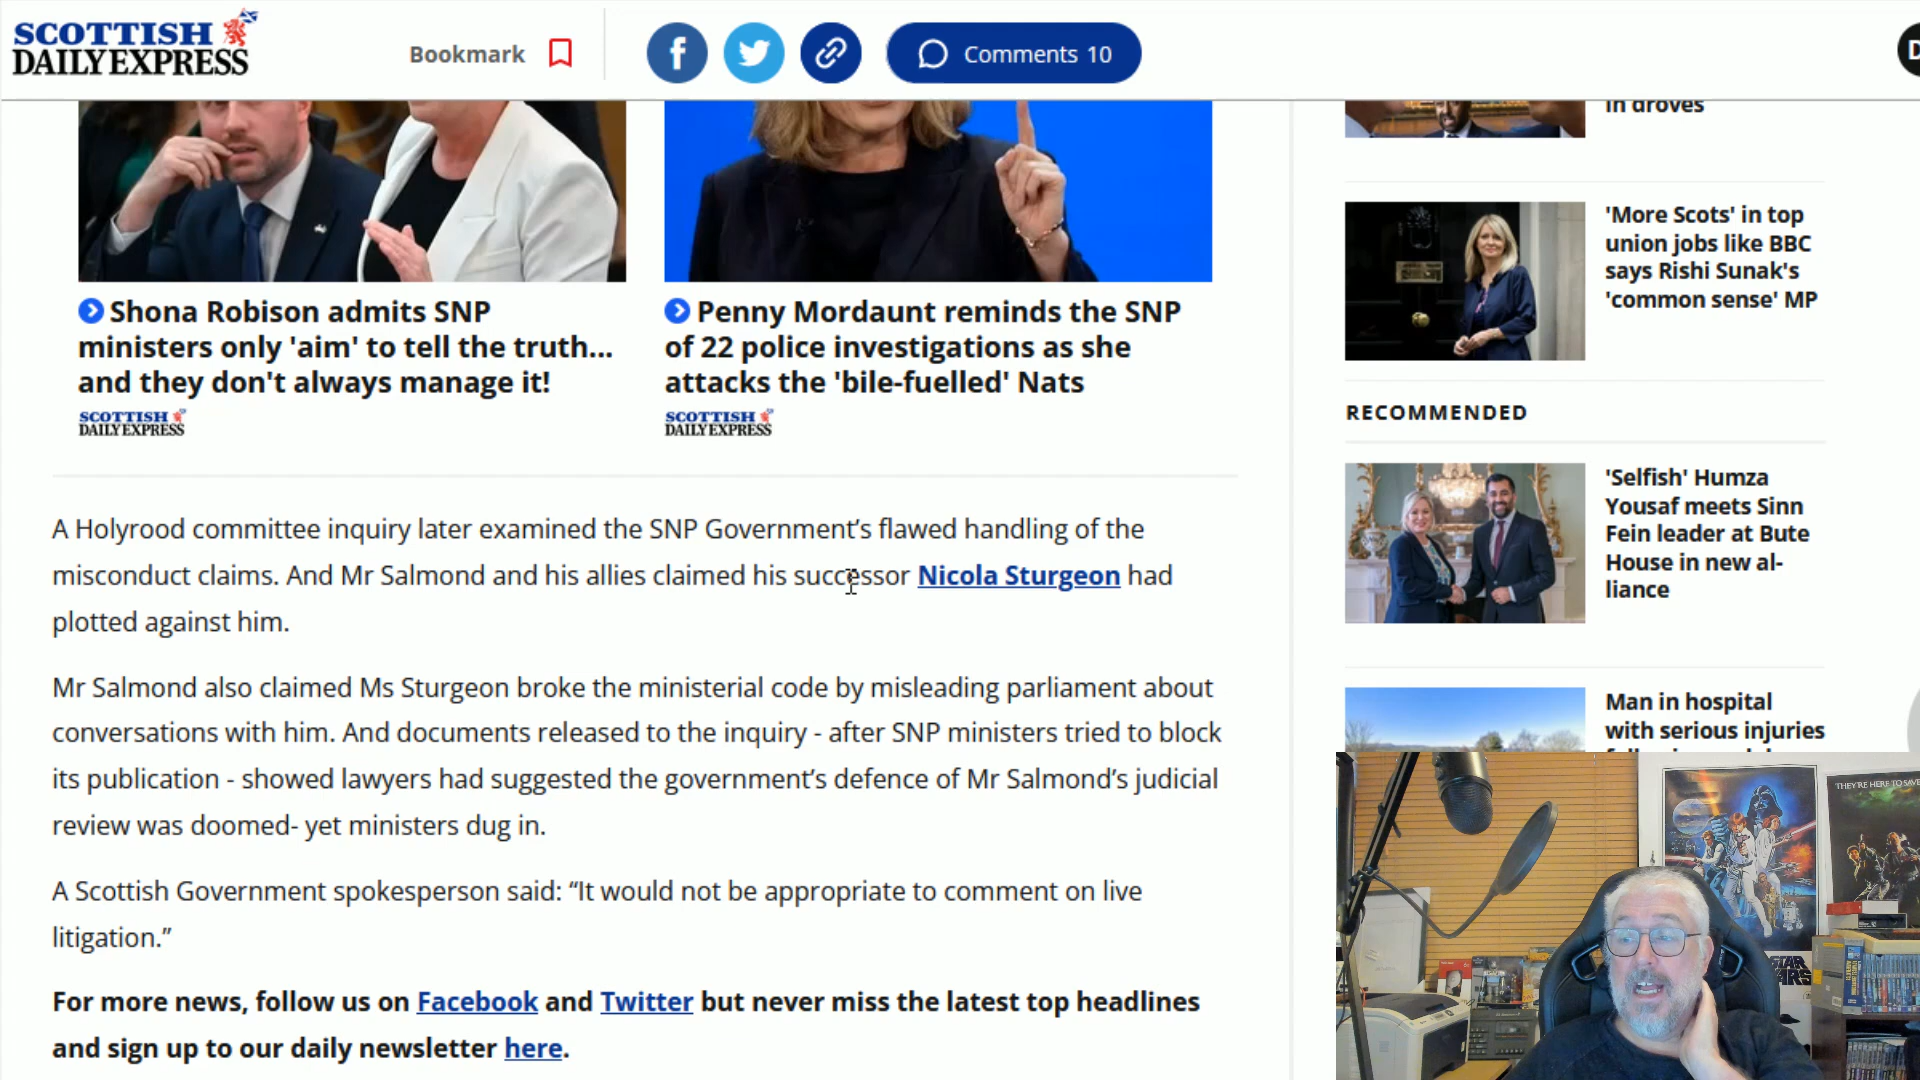 SCOTTISH
DAILY EXPRESS
Bookmark
Comments 10
D
Shona Robison admits SNP
ministers only 'aim' to tell the truth...
and they don't always manage it!
SCOTTISH
DAILY EXPRESS
Penny Mordaunt reminds the SNP
of 22 police investigations as she
attacks the 'bile-fuelled' Nats
SCOTTISH
DAILY EXPRESS
A Holyrood committee inquiry later examined the SNP Government’s flawed handling of the
misconduct claims. And Mr Salmond and his allies claimed his successor Nicola Sturgeon had
plotted against him.
Mr Salmond also claimed Ms Sturgeon broke the ministerial code by misleading parliament about
conversations with him. And documents released to the inquiry - after SNP ministers tried to block
its publication - showed lawyers had suggested the government’s defence of Mr Salmond’s judicial
review was doomed- yet ministers dug in.
A Scottish Government spokesperson said: “It would not be appropriate to comment on live
litigation.”
For more news, follow us on Facebook and Twitter but never miss the latest top headlines
and sign up to our daily newsletter here.
in droves
'More Scots' in top
union jobs like BBC
says Rishi Sunak's
'common sense' MP
RECOMMENDED
'Selfish' Humza
Yousaf meets Sinn
Fein leader at Bute
House in new al-
liance
Man in hospital
with serious injuries
THEY'RE HERE TO SAVE
STAR
WARS